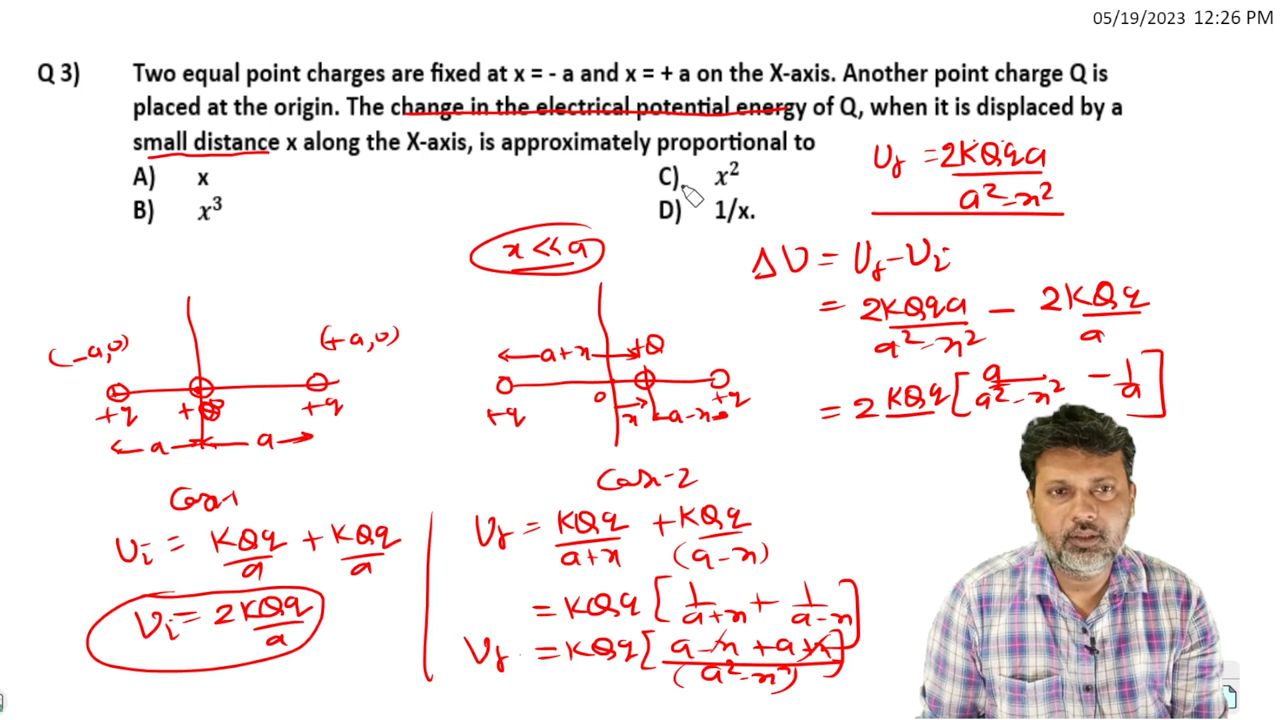 05/19/2023 12:26 PM
Q 3) Two equal point charges are fixed at x = - a and x = + a on the X-axis. Another point charge Q is
placed at the origin. The change in the electrical potential energy of Q, when it is displaced by a
small distance x along the X-axis, is approximately proportional to
A) x C) x²
B) x³ D) 1/x.
U_f = 2KQqa / a²-x²
x << a
ΔU = U_f - U_i
= 2KQqa / a²-x² - 2KQq / a
= 2KQq [ a / a²-x² - 1/a ]
(-a,0) (+a,0)
+q +Q +q
a a
a+x +Q
+q o x a-x +q
Case-1
U_i = KQq/a + KQq/a
U_i = 2KQq/a
Case-2
U_f = KQq / a+x + KQq / (a-x)
= KQq [ 1/a+x + 1/a-x ]
U_f = KQq [ a-x+a+x / (a²-x²) ]